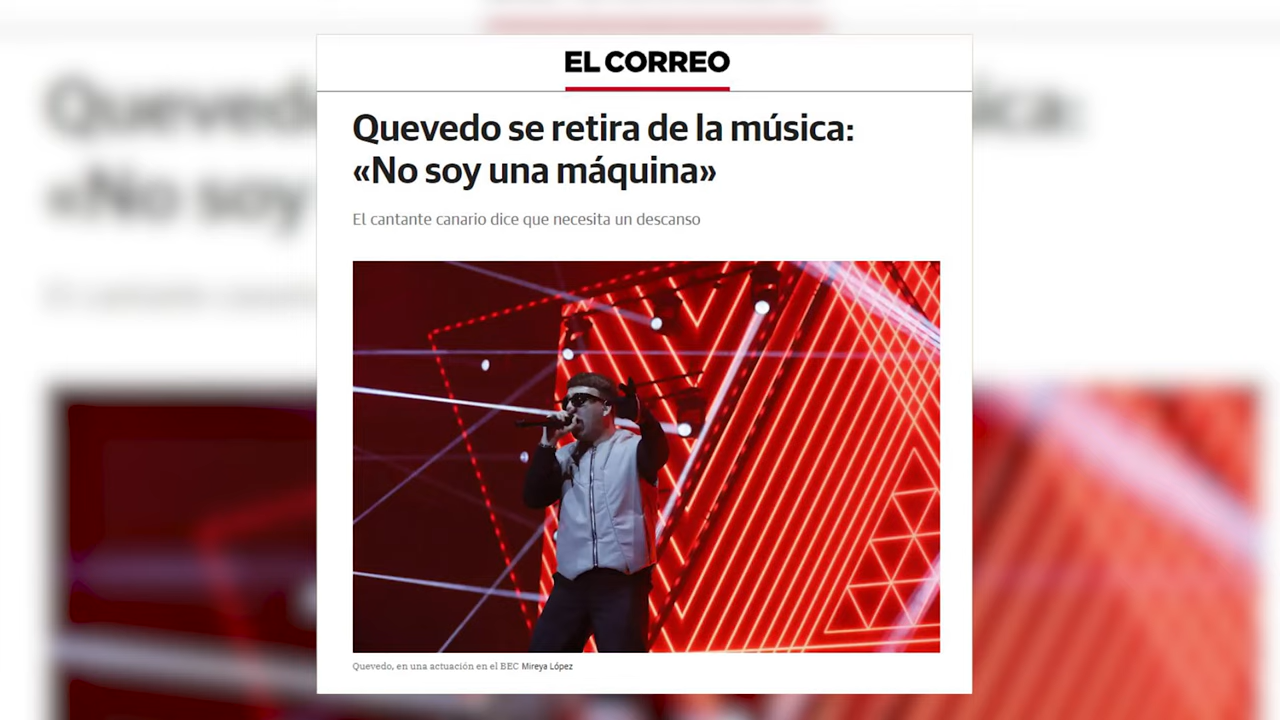 EL CORREO
Quevedo se retira de la música:
«No soy una máquina»
El cantante canario dice que necesita un descanso
Quevedo, en una actuación en el BEC Mireya López